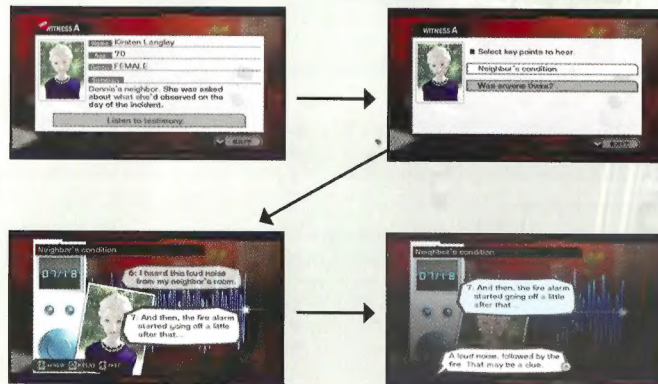 WITNESS A
Name Kirsten Langley
Age 70
FEMALE
Dennis's neighbor. She was asked
about what she'd observed on the
day of the incident.
Listen to testimony
EXIT
WITNESS A
Select key points to hear.
Neighbor's condition
Was anyone there?
EXIT
Neighbor's condition
07/18
6: I heard this loud noise
from my neighbor's room.
7: And then, the fire alarm
started going off a little
after that...
Neighbor's condition
07/18
7: And then, the fire alarm
started going off a little
after that...
A loud noise, followed by the
fire. That may be a clue.